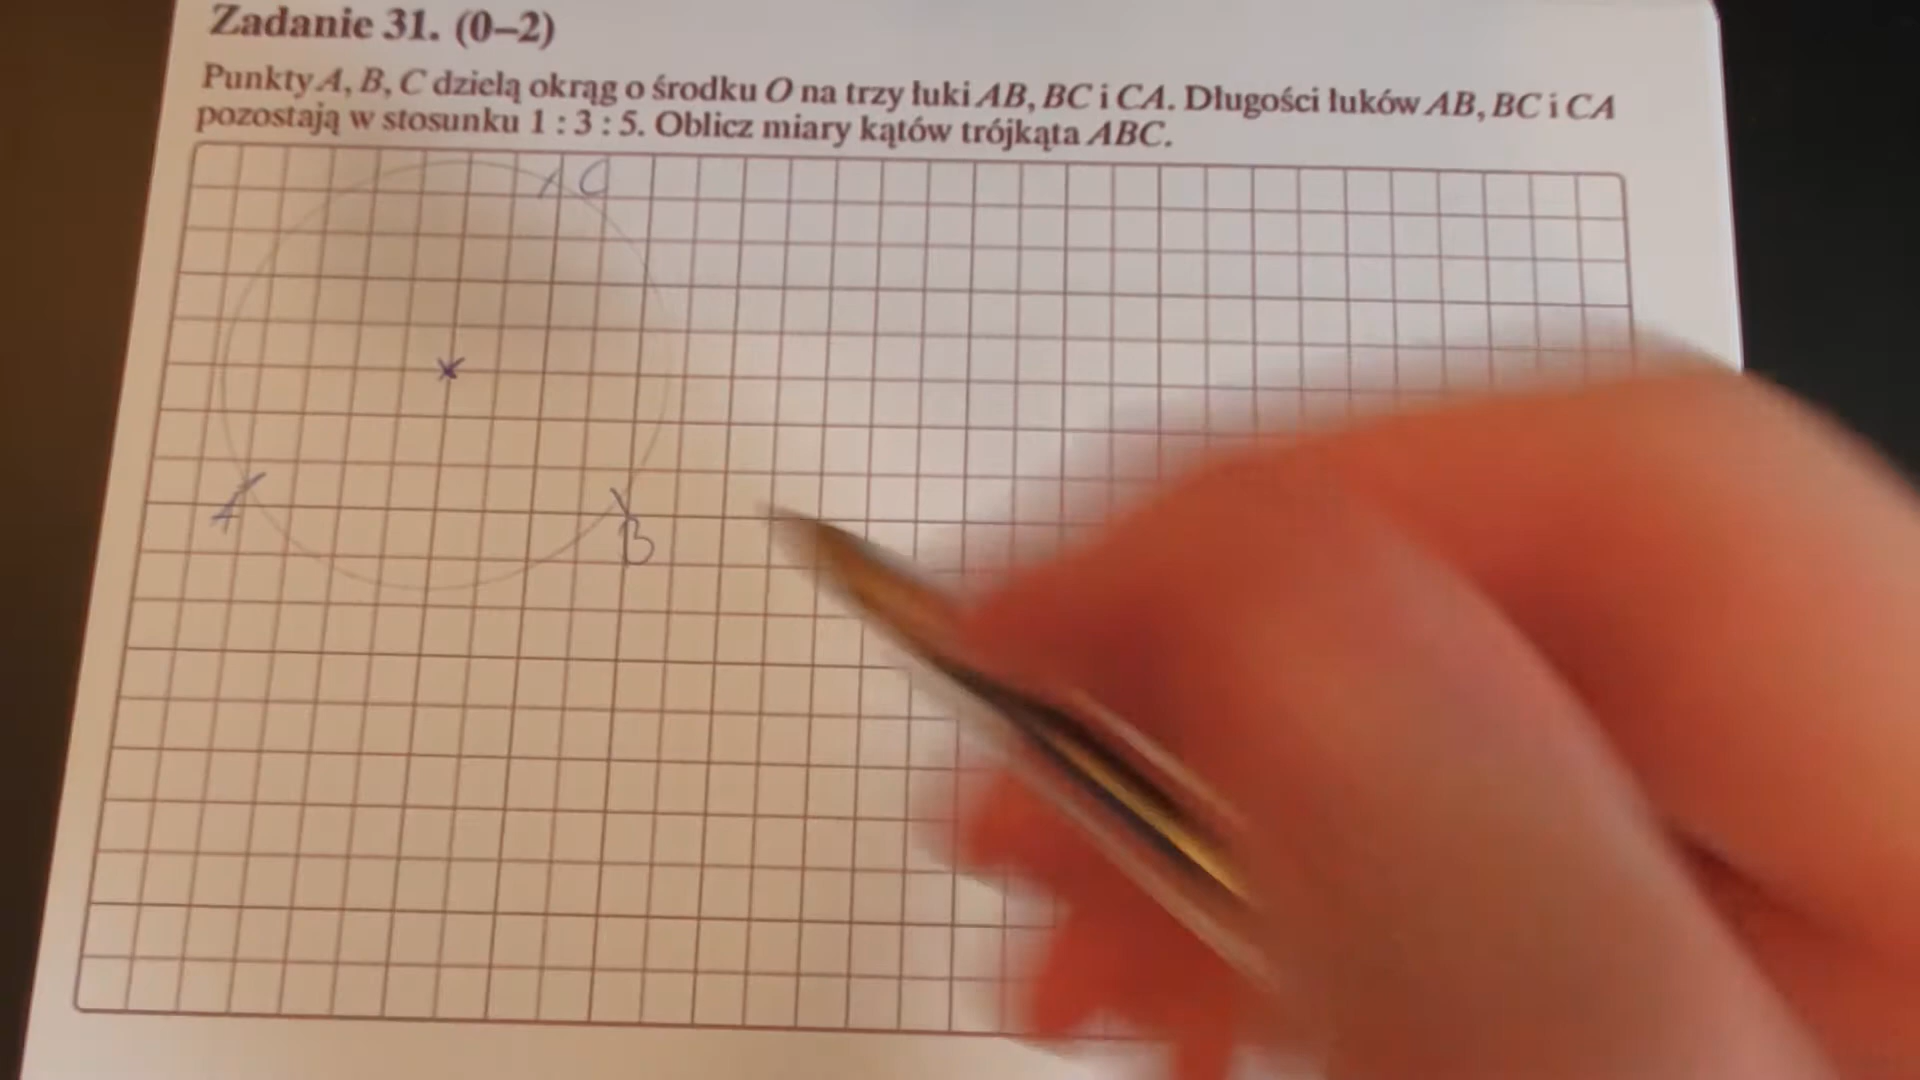 Zadanie 31. (0–2)
Punkty A, B, C dzielą okrąg o środku O na trzy łuki AB, BC i CA. Długości łuków AB, BC i CA
pozostają w stosunku 1 : 3 : 5. Oblicz miary kątów trójkąta ABC.
C
B